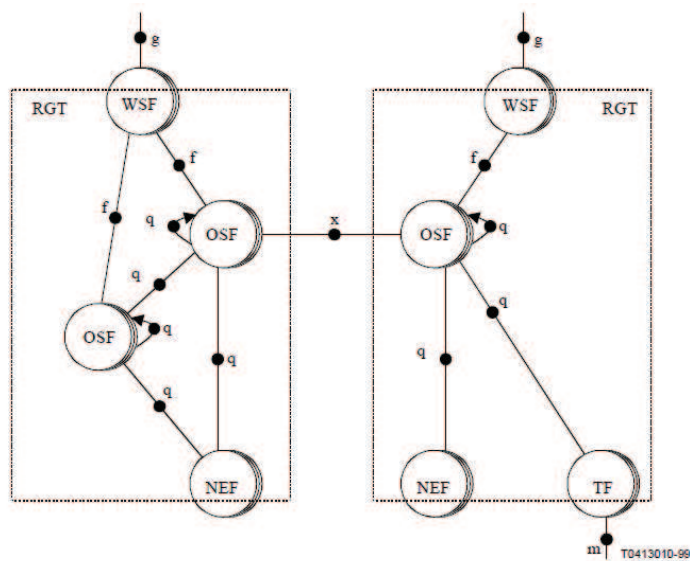 g g
RGT WSF WSF RGT
f f
f q OSF x OSF q
q q
OSF q q q
q
NEF NEF TF
m T0413010-99